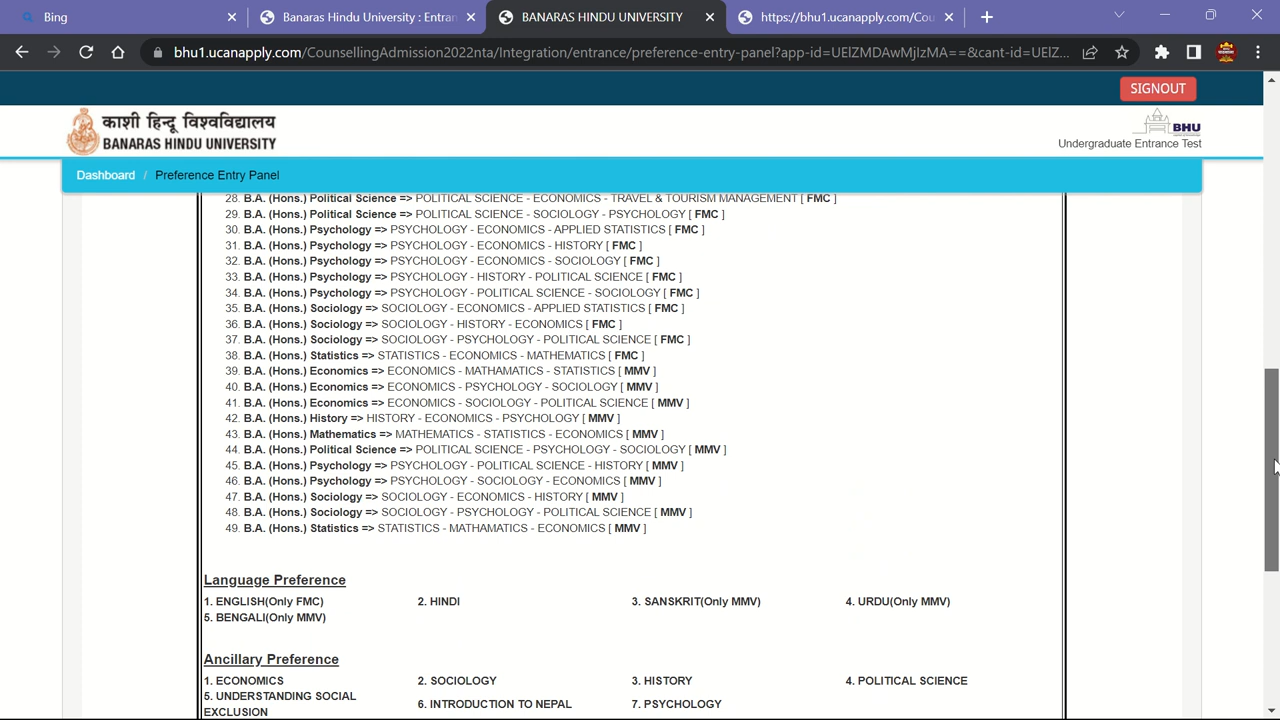 Bing
Banaras Hindu University : Entran
BANARAS HINDU UNIVERSITY
https://bhu1.ucanapply.com/Cou
bhu1.ucanapply.com/CounsellingAdmission2022nta/Integration/entrance/preference-entry-panel?app-id=UElZMDAwMjIzMA==&cant-id=UElZ...
SIGNOUT
काशी हिन्दू विश्वविद्यालय
BANARAS HINDU UNIVERSITY
BHU
Undergraduate Entrance Test
Dashboard / Preference Entry Panel
28. B.A. (Hons.) Political Science => POLITICAL SCIENCE - ECONOMICS - TRAVEL & TOURISM MANAGEMENT [ FMC ]
29. B.A. (Hons.) Political Science => POLITICAL SCIENCE - SOCIOLOGY - PSYCHOLOGY [ FMC ]
30. B.A. (Hons.) Psychology => PSYCHOLOGY - ECONOMICS - APPLIED STATISTICS [ FMC ]
31. B.A. (Hons.) Psychology => PSYCHOLOGY - ECONOMICS - HISTORY [ FMC ]
32. B.A. (Hons.) Psychology => PSYCHOLOGY - ECONOMICS - SOCIOLOGY [ FMC ]
33. B.A. (Hons.) Psychology => PSYCHOLOGY - HISTORY - POLITICAL SCIENCE [ FMC ]
34. B.A. (Hons.) Psychology => PSYCHOLOGY - POLITICAL SCIENCE - SOCIOLOGY [ FMC ]
35. B.A. (Hons.) Sociology => SOCIOLOGY - ECONOMICS - APPLIED STATISTICS [ FMC ]
36. B.A. (Hons.) Sociology => SOCIOLOGY - HISTORY - ECONOMICS [ FMC ]
37. B.A. (Hons.) Sociology => SOCIOLOGY - PSYCHOLOGY - POLITICAL SCIENCE [ FMC ]
38. B.A. (Hons.) Statistics => STATISTICS - ECONOMICS - MATHEMATICS [ FMC ]
39. B.A. (Hons.) Economics => ECONOMICS - MATHAMATICS - STATISTICS [ MMV ]
40. B.A. (Hons.) Economics => ECONOMICS - PSYCHOLOGY - SOCIOLOGY [ MMV ]
41. B.A. (Hons.) Economics => ECONOMICS - SOCIOLOGY - POLITICAL SCIENCE [ MMV ]
42. B.A. (Hons.) History => HISTORY - ECONOMICS - PSYCHOLOGY [ MMV ]
43. B.A. (Hons.) Mathematics => MATHEMATICS - STATISTICS - ECONOMICS [ MMV ]
44. B.A. (Hons.) Political Science => POLITICAL SCIENCE - PSYCHOLOGY - SOCIOLOGY [ MMV ]
45. B.A. (Hons.) Psychology => PSYCHOLOGY - POLITICAL SCIENCE - HISTORY [ MMV ]
46. B.A. (Hons.) Psychology => PSYCHOLOGY - SOCIOLOGY - ECONOMICS [ MMV ]
47. B.A. (Hons.) Sociology => SOCIOLOGY - ECONOMICS - HISTORY [ MMV ]
48. B.A. (Hons.) Sociology => SOCIOLOGY - PSYCHOLOGY - POLITICAL SCIENCE [ MMV ]
49. B.A. (Hons.) Statistics => STATISTICS - MATHAMATICS - ECONOMICS [ MMV ]
Language Preference
1. ENGLISH(Only FMC) 2. HINDI 3. SANSKRIT(Only MMV) 4. URDU(Only MMV)
5. BENGALI(Only MMV)
Ancillary Preference
1. ECONOMICS 2. SOCIOLOGY 3. HISTORY 4. POLITICAL SCIENCE
5. UNDERSTANDING SOCIAL
EXCLUSION 6. INTRODUCTION TO NEPAL 7. PSYCHOLOGY